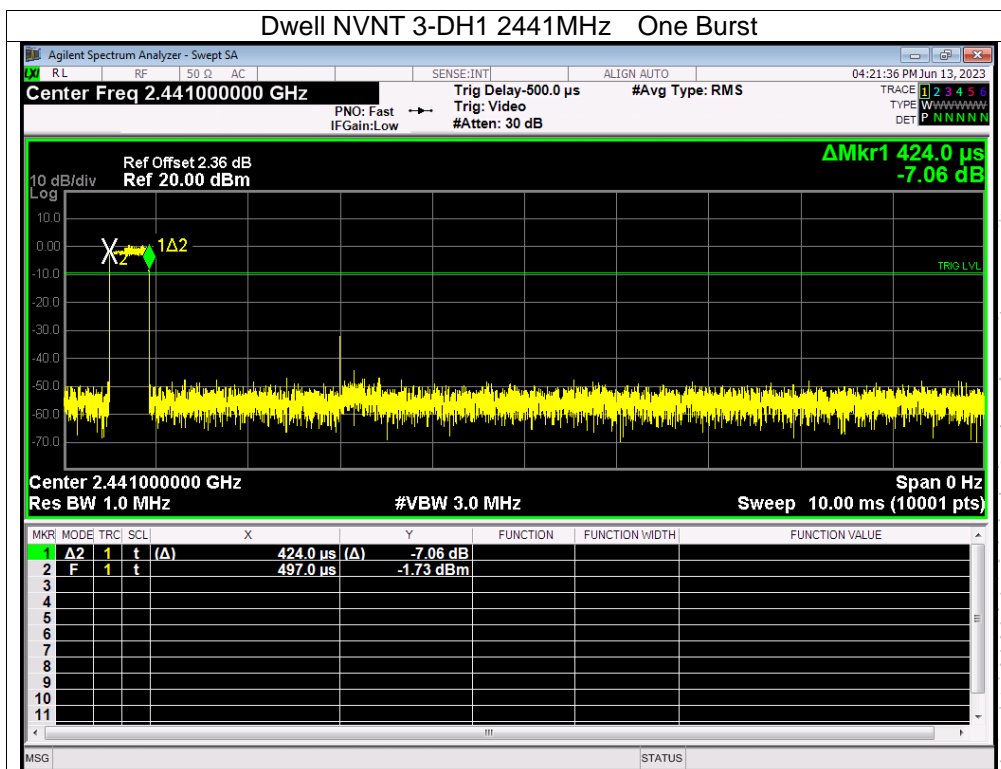 Dwell NVNT 3-DH1 2441MHz One Burst
Agilent Spectrum Analyzer - Swept SA
LXI RL RF 50 Ω AC SENSE:INT ALIGN AUTO 04:21:36 PM Jun 13, 2023
Center Freq 2.441000000 GHz
PNO: Fast
IFGain:Low
Trig Delay-500.0 µs
Trig: Video
#Atten: 30 dB
#Avg Type: RMS
TRACE 1 2 3 4 5 6
TYPE WWWWWW
DET P N N N N N
ΔMkr1 424.0 µs
-7.06 dB
Ref Offset 2.36 dB
10 dB/div Ref 20.00 dBm
Log
10.0
0.00
-10.0
-20.0
-30.0
-40.0
-50.0
-60.0
-70.0
X2
1Δ2
TRIG LVL
Center 2.441000000 GHz Span 0 Hz
Res BW 1.0 MHz #VBW 3.0 MHz Sweep 10.00 ms (10001 pts)
MKR MODE TRC SCL X Y FUNCTION FUNCTION WIDTH FUNCTION VALUE
1 Δ2 1 t (Δ) 424.0 µs (Δ) -7.06 dB
2 F 1 t 497.0 µs -1.73 dBm
3
4
5
6
7
8
9
10
11
MSG STATUS